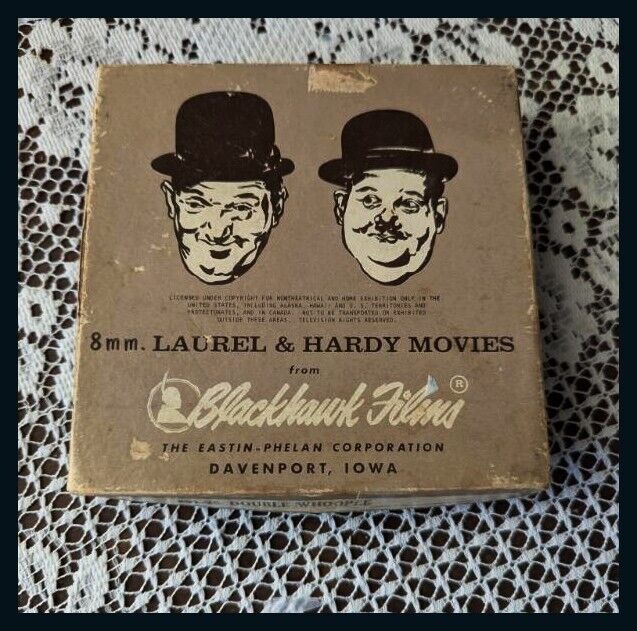 LICENSED UNDER COPYRIGHT FOR NONTHEATRICAL AND HOME EXHIBITION ONLY IN THE
UNITED STATES, INCLUDING ALASKA, HAWAII AND U. S. TERRITORIES AND
PROTECTORATES, AND IN CANADA. NOT TO BE TRANSPORTED OR EXHIBITED
OUTSIDE THESE AREAS. TELEVISION RIGHTS RESERVED.
8mm. LAUREL & HARDY MOVIES
from
Blackhawk Films ®
THE EASTIN-PHELAN CORPORATION
DAVENPORT, IOWA
DOUBLE WHOOPEE